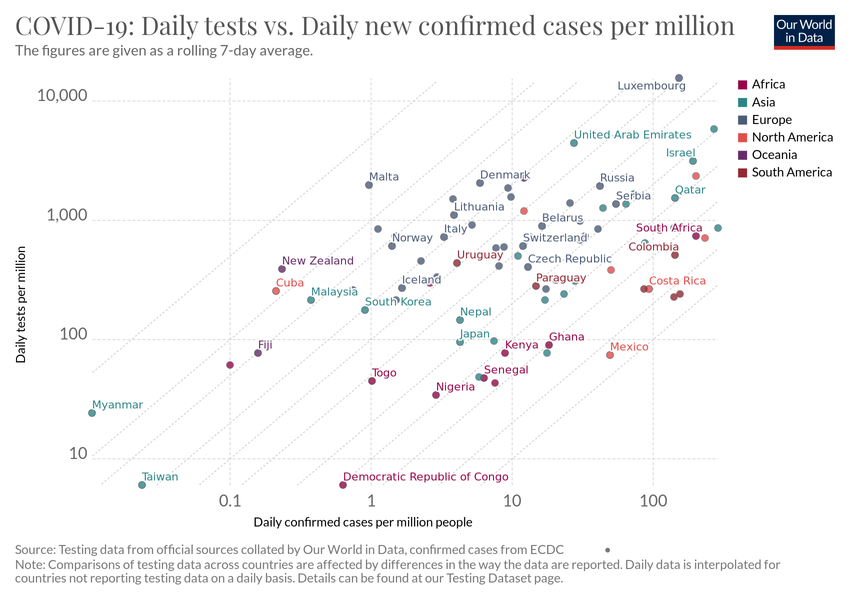 COVID-19: Daily tests vs. Daily new confirmed cases per million
The figures are given as a rolling 7-day average.
Our World
in Data
Luxembourg
10,000
Africa
Asia
Europe
North America
Oceania
South America
United Arab Emirates
Israel
Malta
Denmark
Russia
Qatar
Serbia
Lithuania
1,000
Belarus
South Africa
Italy
Norway
Switzerland
Colombia
Uruguay
Czech Republic
New Zealand
Cuba
Iceland
Paraguay
Costa Rica
Malaysia
South Korea
Nepal
Japan
100
Fiji
Kenya
Ghana
Mexico
Togo
Senegal
Nigeria
Myanmar
10
Taiwan
Democratic Republic of Congo
Daily tests per million
0.1
1
10
100
Daily confirmed cases per million people
Source: Testing data from official sources collated by Our World in Data, confirmed cases from ECDC
Note: Comparisons of testing data across countries are affected by differences in the way the data are reported. Daily data is interpolated for
countries not reporting testing data on a daily basis. Details can be found at our Testing Dataset page.